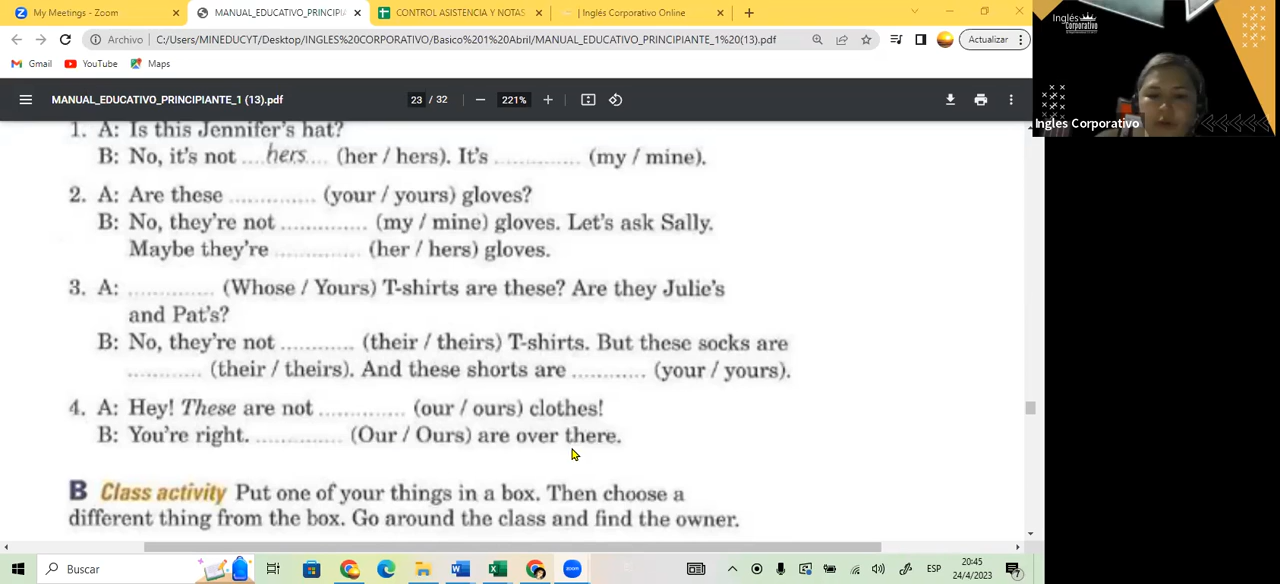 My Meetings - Zoom
MANUAL_EDUCATIVO_PRINCIPIA
CONTROL ASISTENCIA Y NOTAS
Inglés Corporativo Online
Archivo C:/Users/MINEDUCYT/Desktop/INGLES%20CORPORATIVO/Basico%201%20Abril/MANUAL_EDUCATIVO_PRINCIPIANTE_1%20(13).pdf
Actualizar
Gmail YouTube Maps
MANUAL_EDUCATIVO_PRINCIPIANTE_1 (13).pdf
23 / 32
221%
Inglés
Corporativo
Ingles Corporativo
1. A: Is this Jennifer's hat?
B: No, it's not ....hers.... (her / hers). It's ............. (my / mine).
2. A: Are these ............. (your / yours) gloves?
B: No, they're not ............. (my / mine) gloves. Let's ask Sally.
Maybe they're ............. (her / hers) gloves.
3. A: ............. (Whose / Yours) T-shirts are these? Are they Julie's
and Pat's?
B: No, they're not ........... (their / theirs) T-shirts. But these socks are
........... (their / theirs). And these shorts are ........... (your / yours).
4. A: Hey! These are not ............. (our / ours) clothes!
B: You're right. ............. (Our / Ours) are over there.
B Class activity Put one of your things in a box. Then choose a
different thing from the box. Go around the class and find the owner.
Buscar
ESP
20:45
24/4/2023